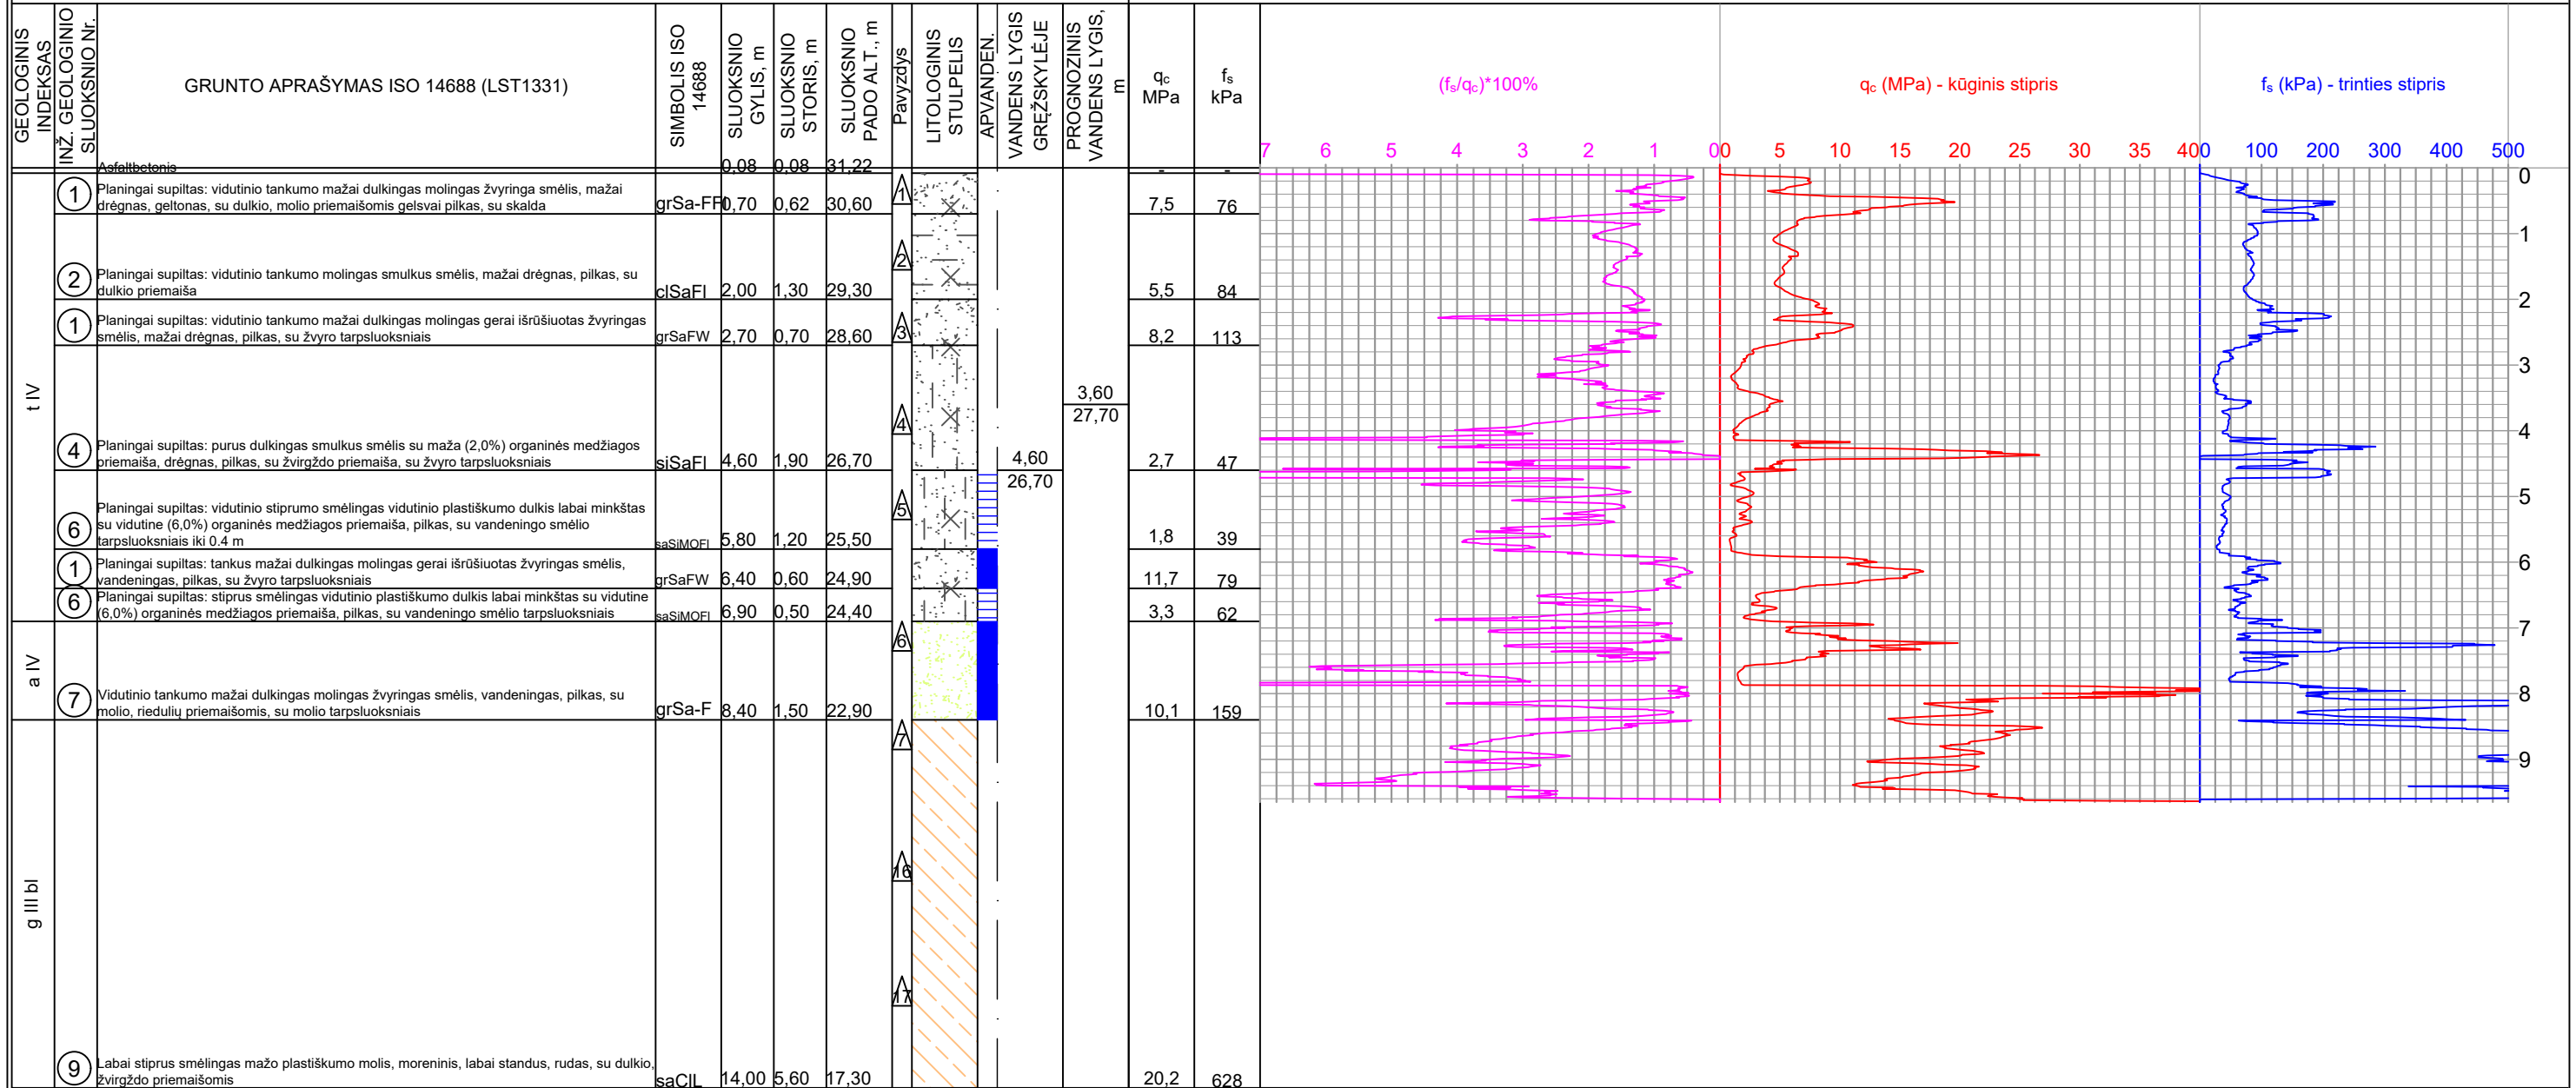 GEOLOGINIS
INDEKSAS
INŽ. GEOLOGINIO
SLUOKSNIO Nr.
GRUNTO APRAŠYMAS ISO 14688 (LST1331)
SIMBOLIS ISO
14688
SLUOKSNIO
GYLIS, m
SLUOKSNIO
STORIS, m
SLUOKSNIO
PADO ALT., m
Pavyzdys
LITOLOGINIS
STULPELIS
APVANDEN.
VANDENS LYGIS
GRĘŽSKYLĖJE
PROGNOZINIS
VANDENS LYGIS,
m
qc
MPa
fs
kPa
(fs/qc)*100%
qc (MPa) - kūginis stipris
fs (kPa) - trinties stipris
7 6 5 4 3 2 1 0
0 5 10 15 20 25 30 35 40
0 100 200 300 400 500
Asfaltbetonis 0,08 0,08 31,22 - -
t IV
1
Planingai supiltas: vidutinio tankumo mažai dulkingas molingas žvyringa smėlis, mažai
drėgnas, geltonas, su dulkio, molio priemaišomis gelsvai pilkas, su skalda
grSa-FFl 0,70 0,62 30,60 1 7,5 76
2
Planingai supiltas: vidutinio tankumo molingas smulkus smėlis, mažai drėgnas, pilkas, su
dulkio priemaiša
clSaFl 2,00 1,30 29,30 2 5,5 84
1
Planingai supiltas: vidutinio tankumo mažai dulkingas molingas gerai išrūšiuotas žvyringas
smėlis, mažai drėgnas, pilkas, su žvyro tarpsluoksniais
grSaFW 2,70 0,70 28,60 3 8,2 113
3,60
27,70
4
Planingai supiltas: purus dulkingas smulkus smėlis su maža (2,0%) organinės medžiagos
priemaiša, drėgnas, pilkas, su žvirgždo priemaiša, su žvyro tarpsluoksniais
siSaFl 4,60 1,90 26,70 4 2,7 47
4,60
26,70
6
Planingai supiltas: vidutinio stiprumo smėlingas vidutinio plastiškumo dulkis labai minkštas
su vidutine (6,0%) organinės medžiagos priemaiša, pilkas, su vandeningo smėlio
tarpsluoksniais iki 0.4 m
saSiMOFl 5,80 1,20 25,50 5 1,8 39
1
Planingai supiltas: tankus mažai dulkingas molingas gerai išrūšiuotas žvyringas smėlis,
vandeningas, pilkas, su žvyro tarpsluoksniais
grSaFW 6,40 0,60 24,90 11,7 79
6
Planingai supiltas: stiprus smėlingas vidutinio plastiškumo dulkis labai minkštas su vidutine
(6,0%) organinės medžiagos priemaiša, pilkas, su vandeningo smėlio tarpsluoksniais
saSiMOFl 6,90 0,50 24,40 3,3 62
a IV
7
Vidutinio tankumo mažai dulkingas molingas žvyringas smėlis, vandeningas, pilkas, su
molio, riedulių priemaišomis, su molio tarpsluoksniais
grSa-F 8,40 1,50 22,90 6 10,1 159
g III bl
7
16
17
9
Labai stiprus smėlingas mažo plastiškumo molis, moreninis, labai standus, rudas, su dulkio,
žvirgždo priemaišomis
saClL 14,00 5,60 17,30 20,2 628
0
1
2
3
4
5
6
7
8
9